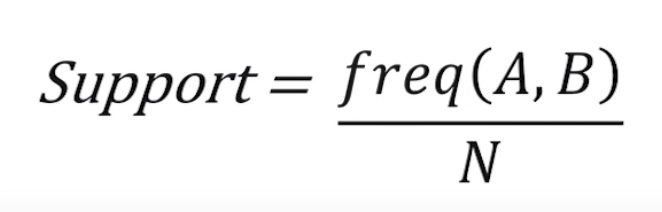 Support = freq(A, B)
N